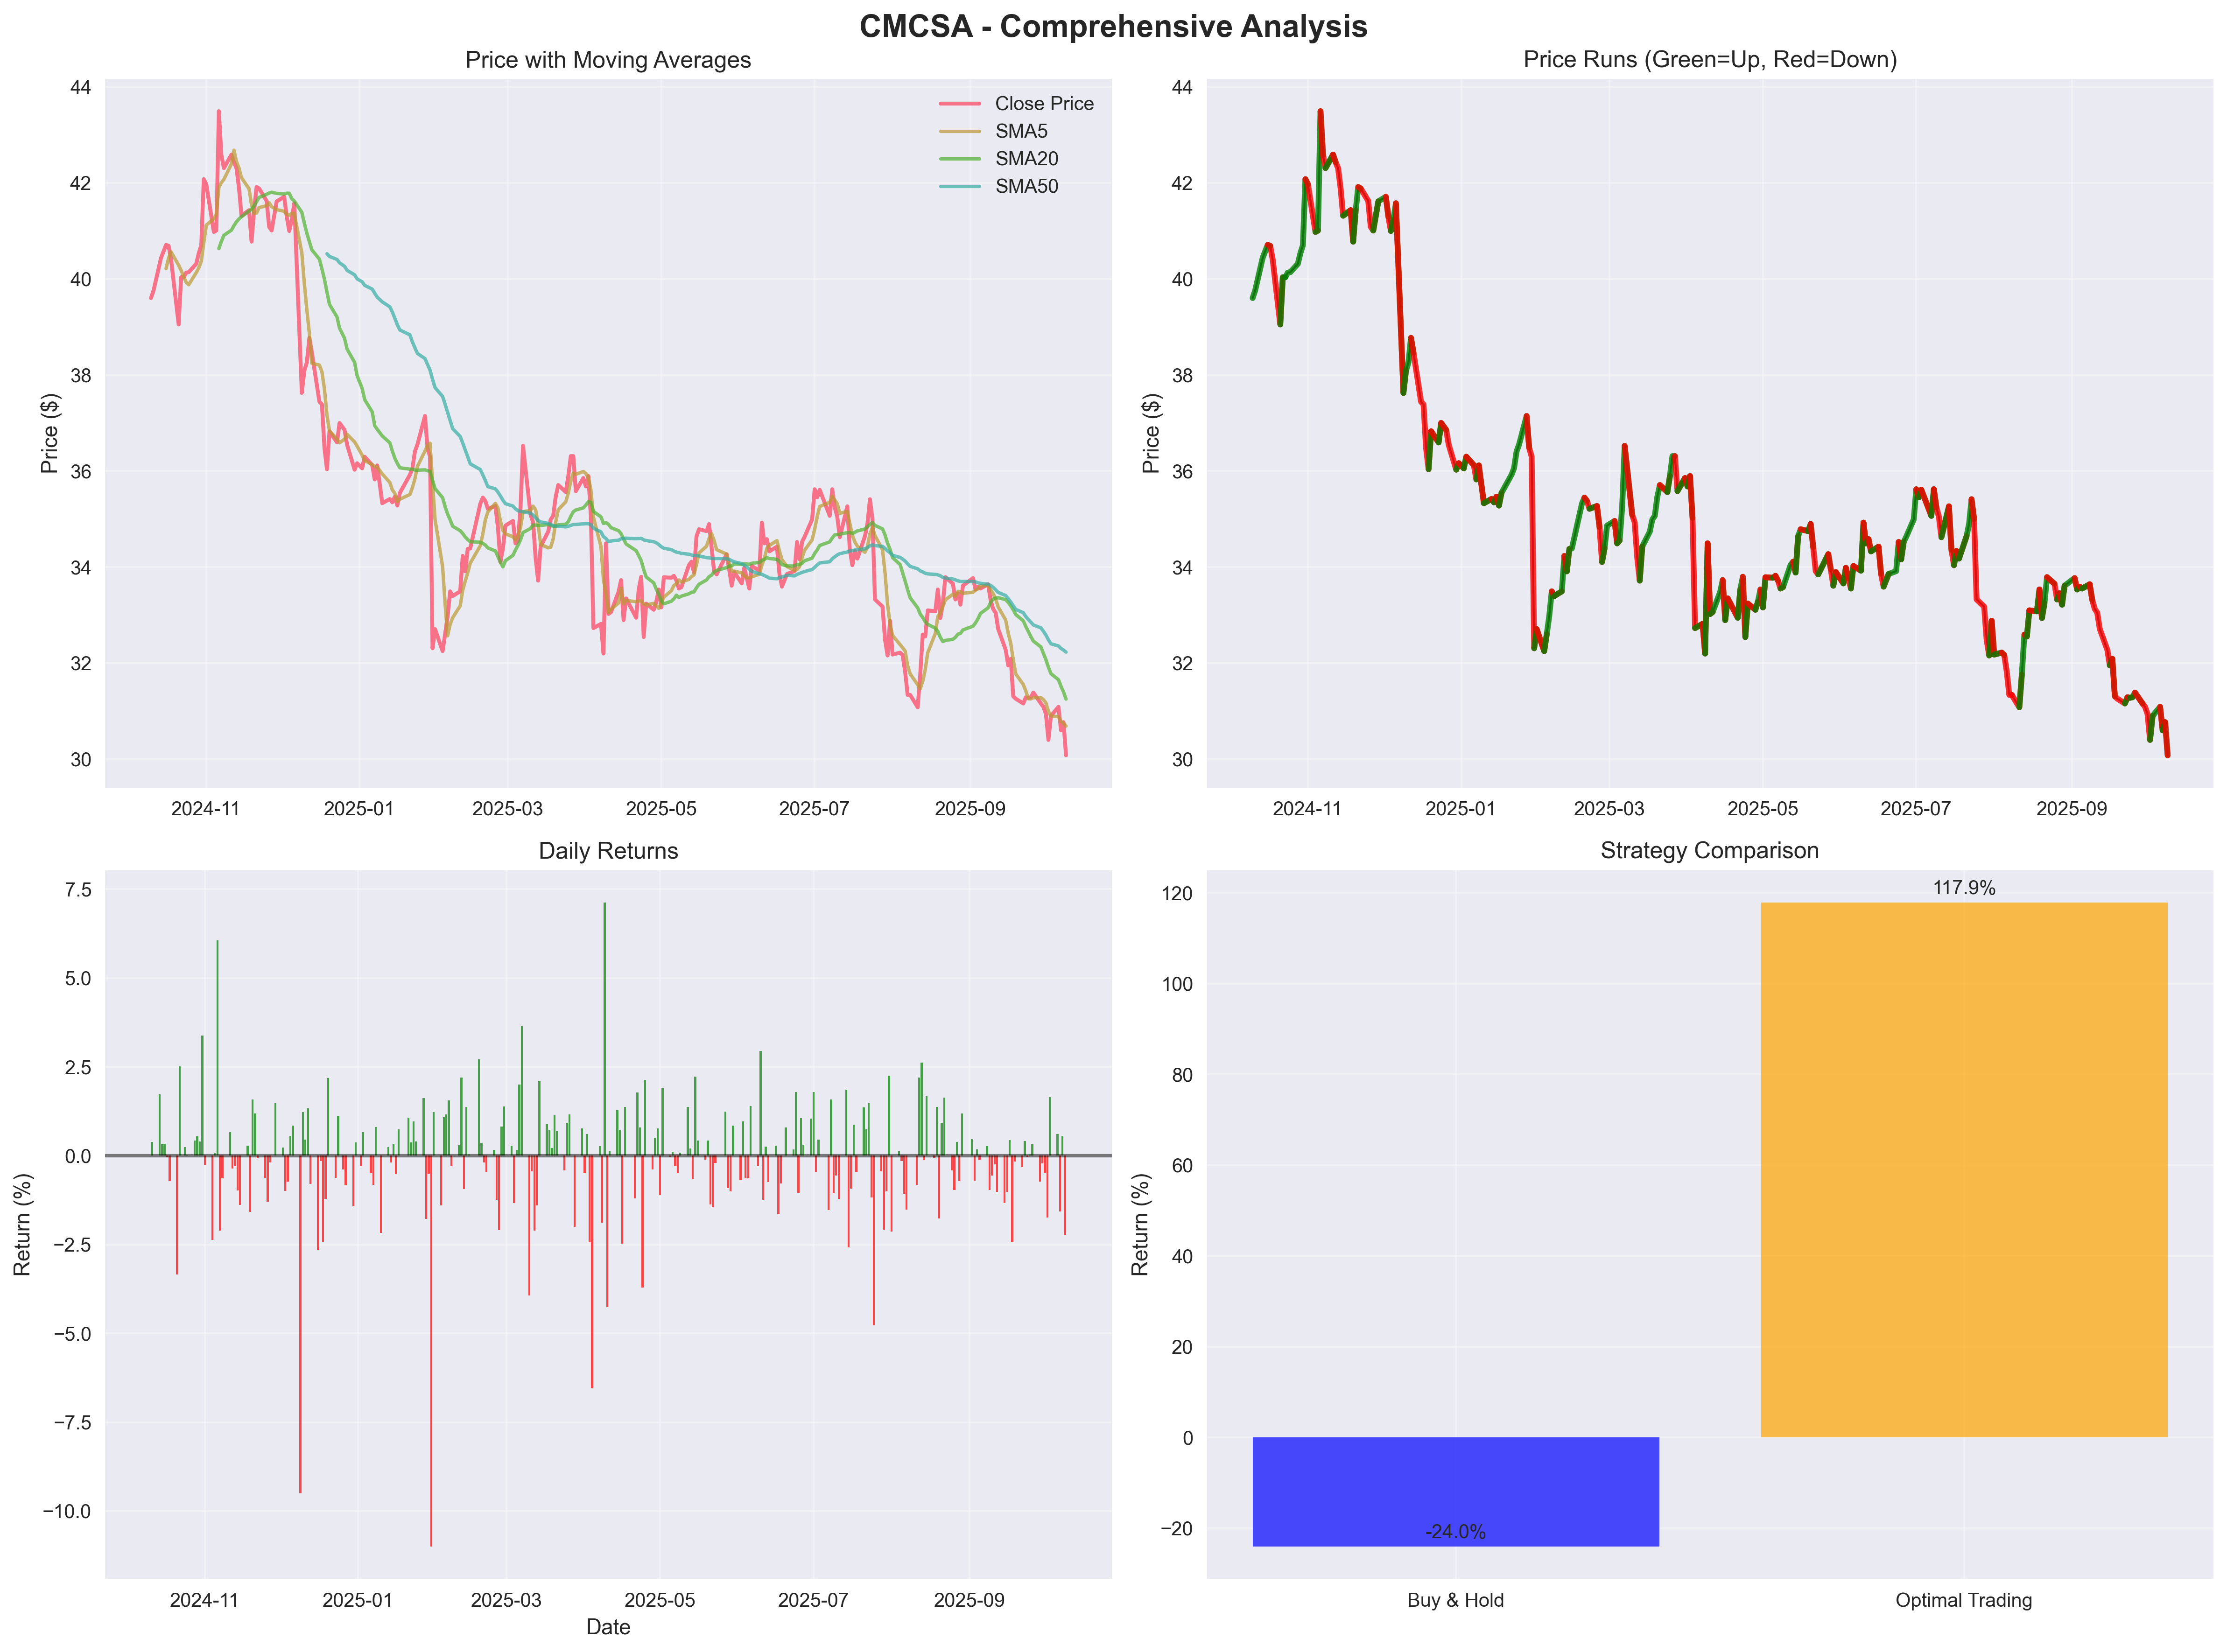 CMCSA - Comprehensive Analysis
Price with Moving Averages
Price ($)
44
42
40
38
36
34
32
30
Close Price
SMA5
SMA20
SMA50
2024-11 2025-01 2025-03 2025-05 2025-07 2025-09
Price Runs (Green=Up, Red=Down)
Price ($)
44
42
40
38
36
34
32
30
2024-11 2025-01 2025-03 2025-05 2025-07 2025-09
Daily Returns
Return (%)
7.5
5.0
2.5
0.0
−2.5
−5.0
−7.5
−10.0
2024-11 2025-01 2025-03 2025-05 2025-07 2025-09
Date
Strategy Comparison
Return (%)
120
100
80
60
40
20
0
−20
117.9%
-24.0%
Buy & Hold Optimal Trading